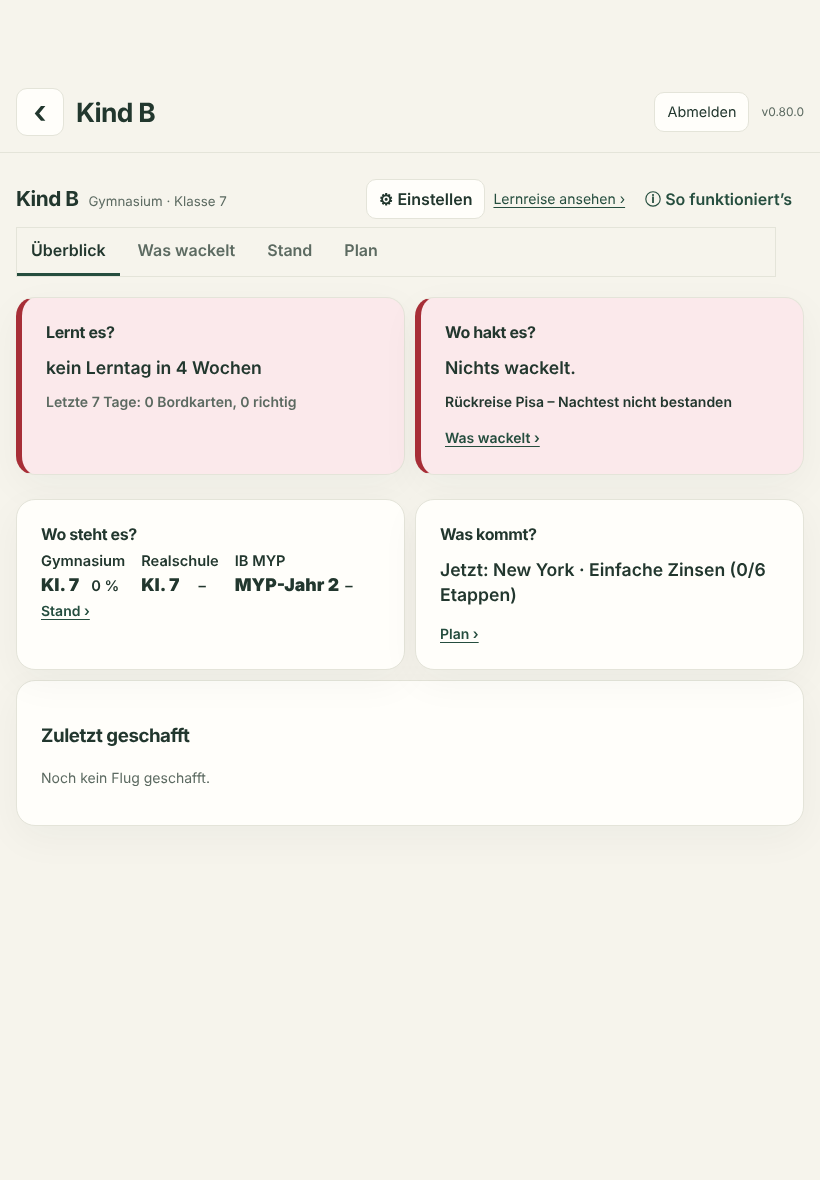 ‹ Kind B
Abmelden
v0.80.0
Kind B Gymnasium · Klasse 7
⚙ Einstellen
Lernreise ansehen ›
ⓘ So funktioniert’s
Überblick
Was wackelt
Stand
Plan
Lernt es?
kein Lerntag in 4 Wochen
Letzte 7 Tage: 0 Bordkarten, 0 richtig
Wo hakt es?
Nichts wackelt.
Rückreise Pisa – Nachtest nicht bestanden
Was wackelt ›
Wo steht es?
Gymnasium Realschule IB MYP
Kl. 7 0 % Kl. 7 – MYP-Jahr 2 –
Stand ›
Was kommt?
Jetzt: New York · Einfache Zinsen (0/6
Etappen)
Plan ›
Zuletzt geschafft
Noch kein Flug geschafft.